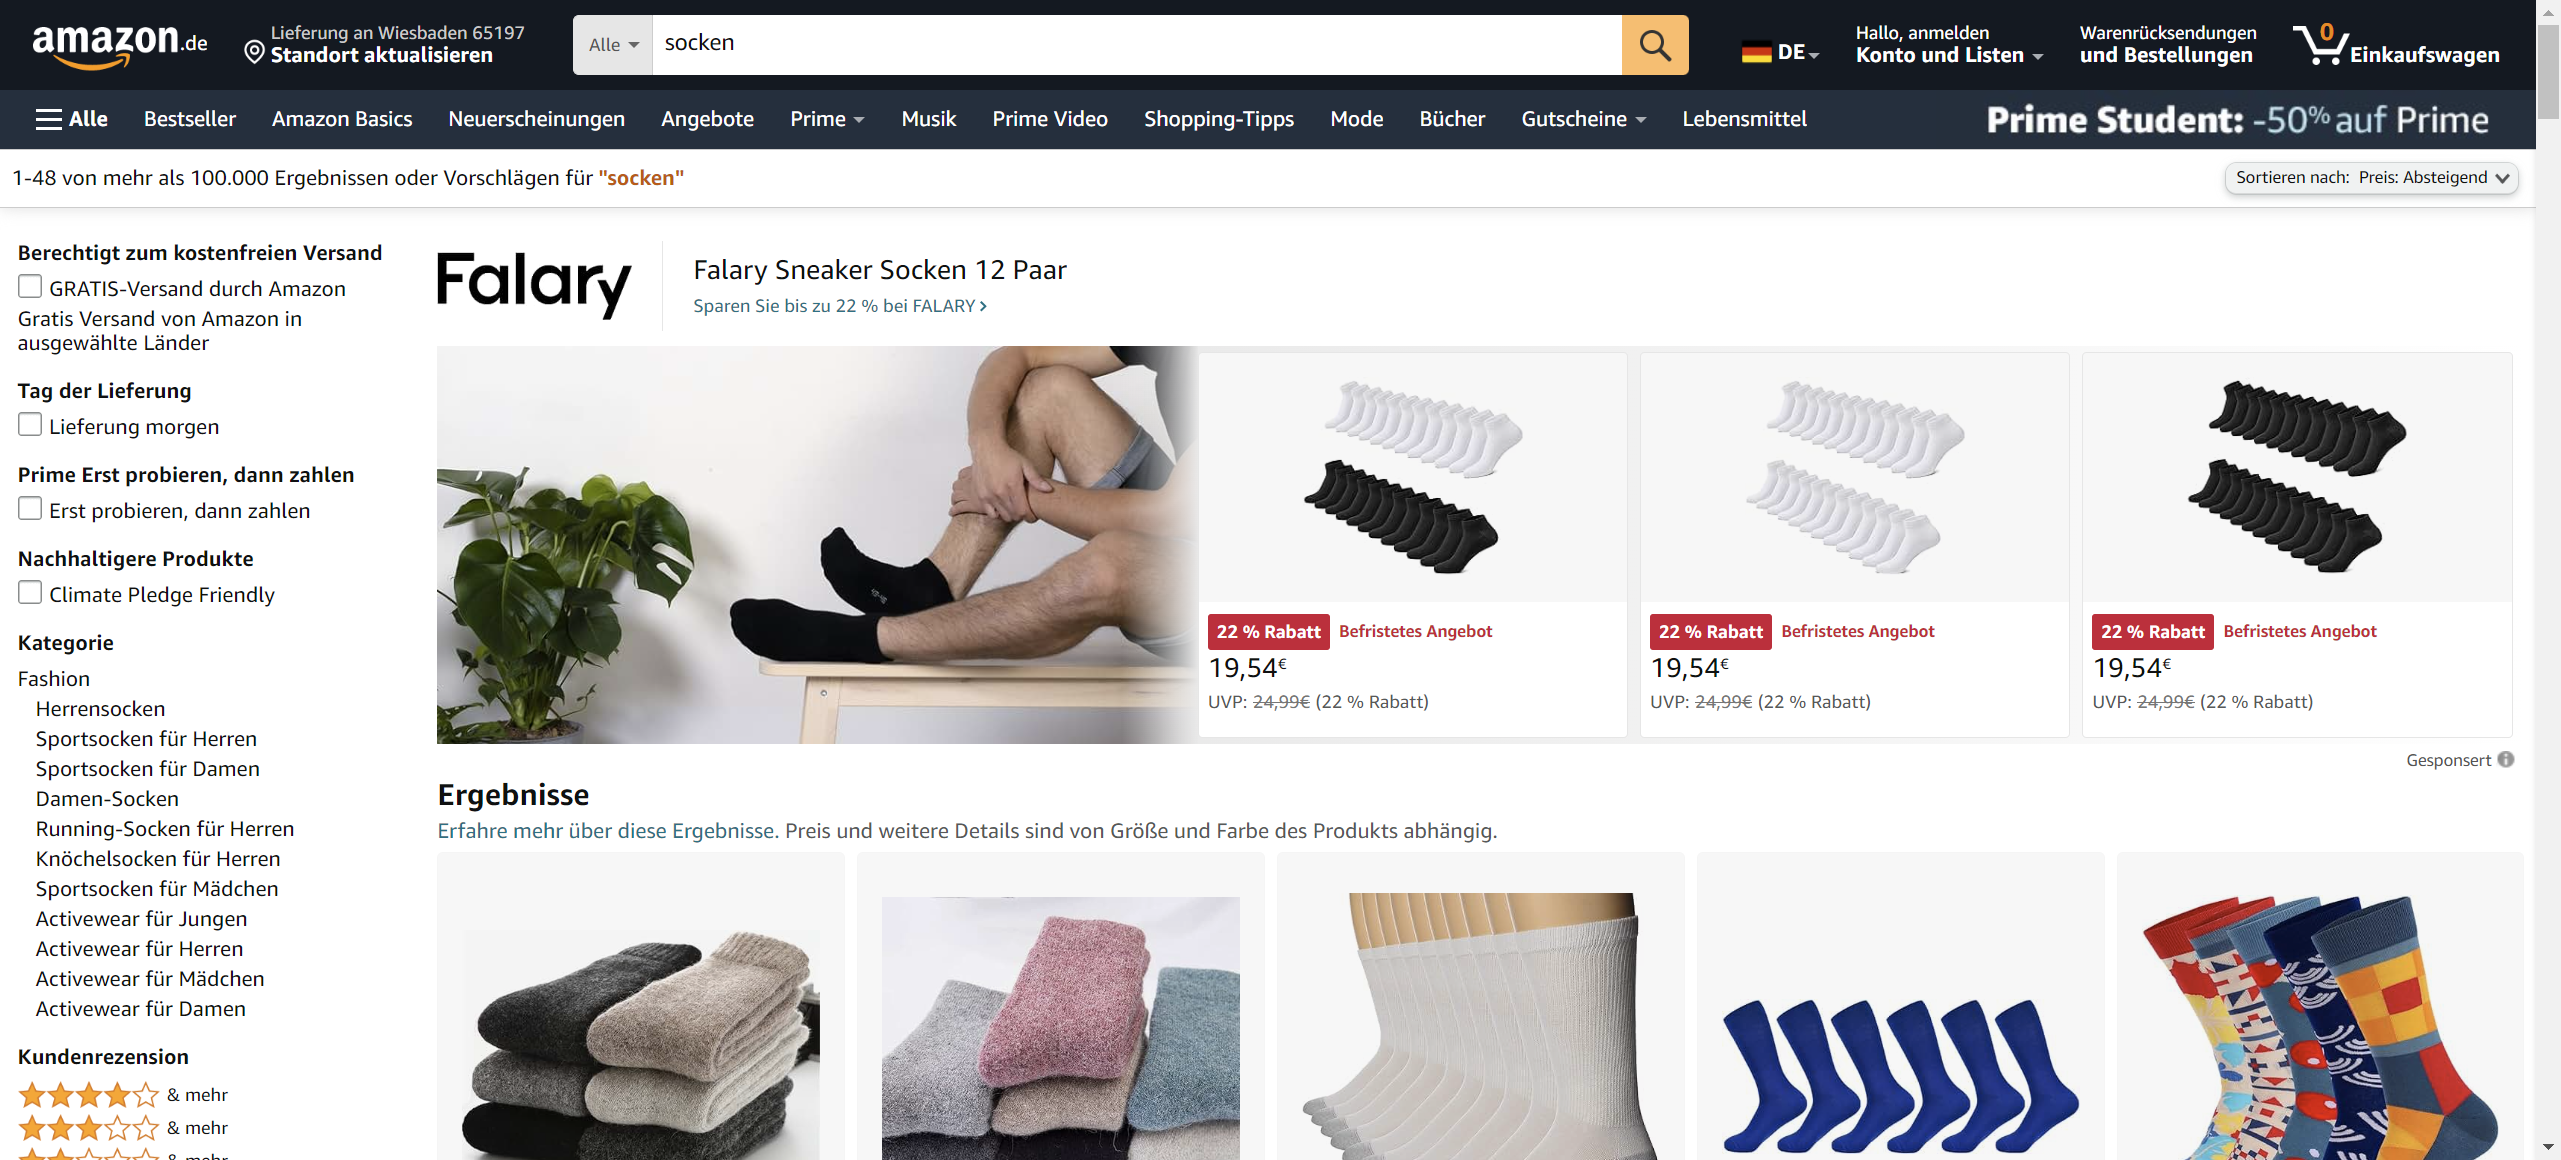 amazon.de
Lieferung an Wiesbaden 65197
Standort aktualisieren
Alle
socken
DE
Hallo, anmelden
Konto und Listen
Warenrücksendungen
und Bestellungen
0
Einkaufswagen
Alle
Bestseller
Amazon Basics
Neuerscheinungen
Angebote
Prime
Musik
Prime Video
Shopping-Tipps
Mode
Bücher
Gutscheine
Lebensmittel
Prime Student: -50% auf Prime
1-48 von mehr als 100.000 Ergebnissen oder Vorschlägen für "socken"
Sortieren nach: Preis: Absteigend
Berechtigt zum kostenfreien Versand
GRATIS-Versand durch Amazon
Gratis Versand von Amazon in
ausgewählte Länder
Tag der Lieferung
Lieferung morgen
Prime Erst probieren, dann zahlen
Erst probieren, dann zahlen
Nachhaltigere Produkte
Climate Pledge Friendly
Kategorie
Fashion
Herrensocken
Sportsocken für Herren
Sportsocken für Damen
Damen-Socken
Running-Socken für Herren
Knöchelsocken für Herren
Sportsocken für Mädchen
Activewear für Jungen
Activewear für Herren
Activewear für Mädchen
Activewear für Damen
Kundenrezension
& mehr
& mehr
& mehr
Falary
Falary Sneaker Socken 12 Paar
Sparen Sie bis zu 22 % bei FALARY
22 % Rabatt Befristetes Angebot
19,54€
UVP: 24,99€ (22 % Rabatt)
22 % Rabatt Befristetes Angebot
19,54€
UVP: 24,99€ (22 % Rabatt)
22 % Rabatt Befristetes Angebot
19,54€
UVP: 24,99€ (22 % Rabatt)
Gesponsert
Ergebnisse
Erfahre mehr über diese Ergebnisse. Preis und weitere Details sind von Größe und Farbe des Produkts abhängig.